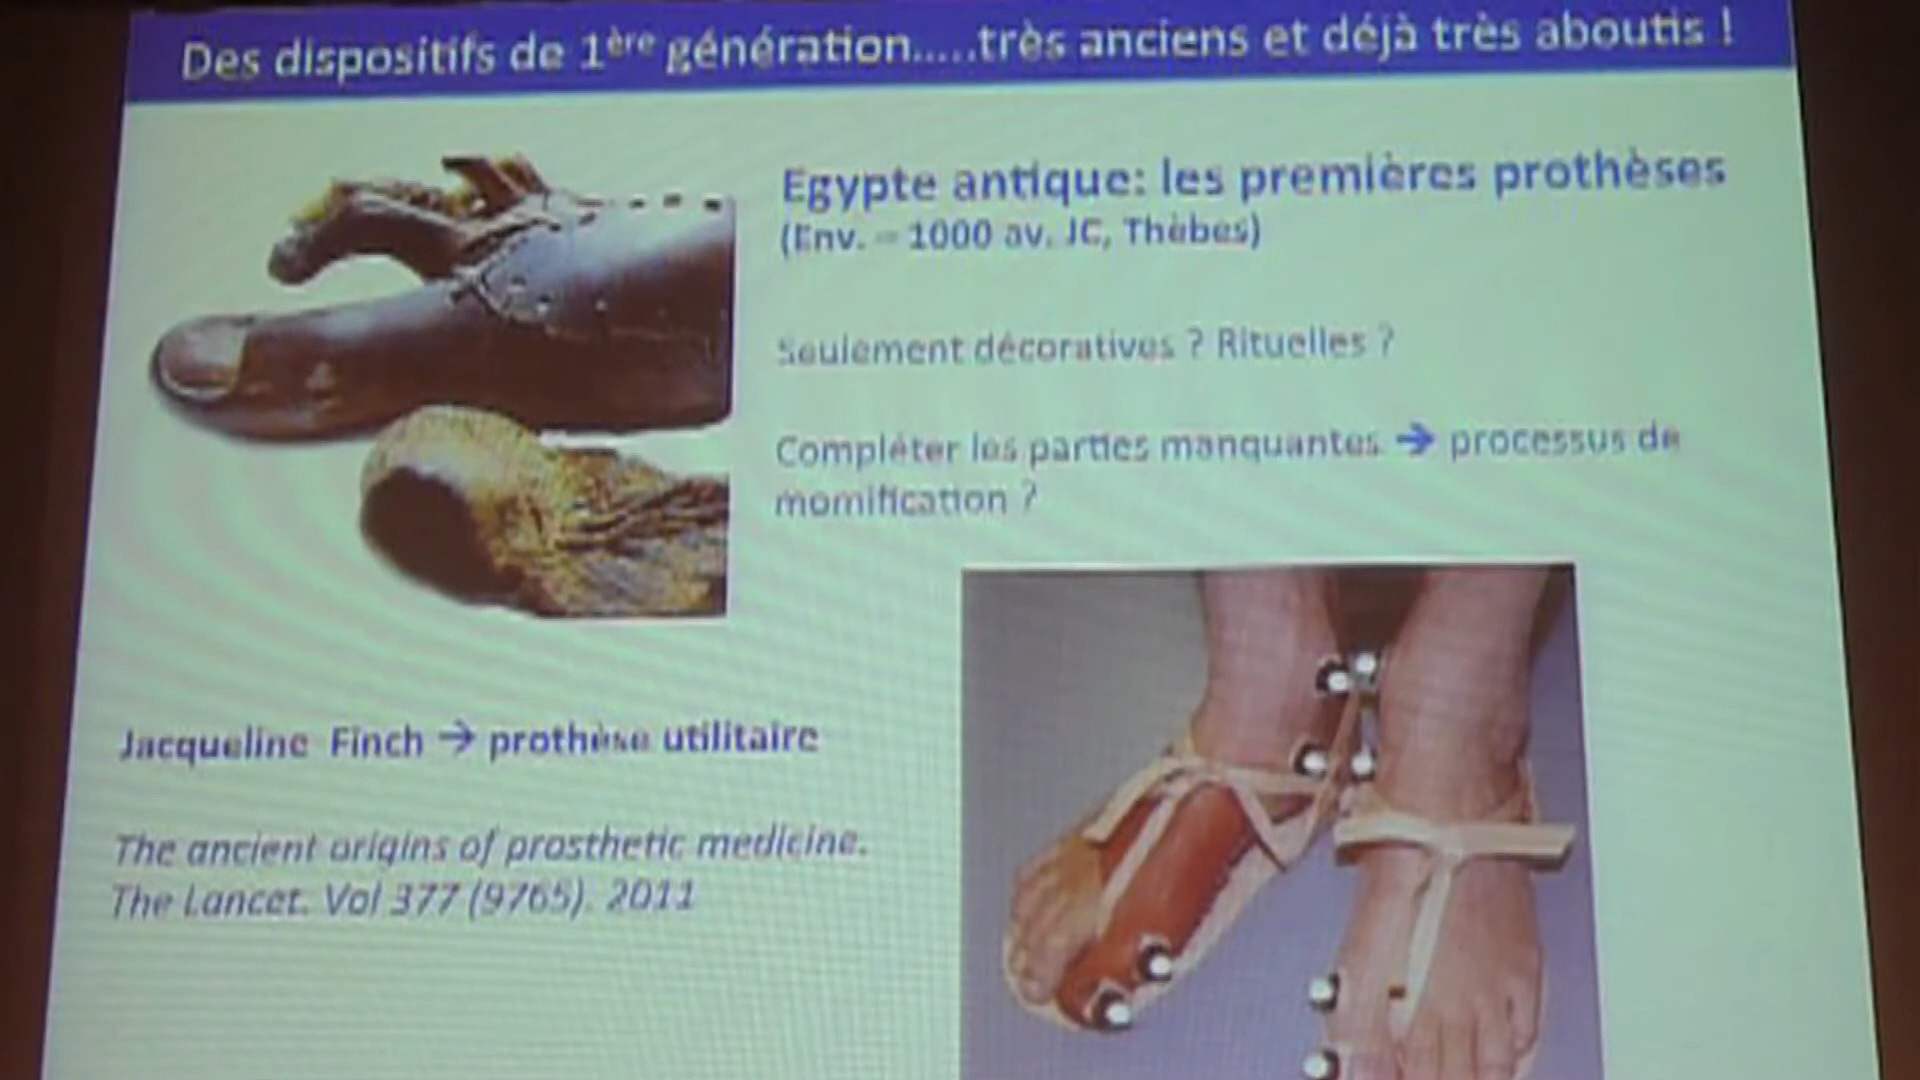 Des dispositifs de 1ère génération.....très anciens et déjà très aboutis !
Egypte antique: les premières prothèses
(Env. – 1000 av. JC, Thèbes)
Seulement décoratives ? Rituelles ?
Compléter les parties manquantes → processus de
momification ?
Jacqueline Finch → prothèse utilitaire
The ancient origins of prosthetic medicine.
The Lancet. Vol 377 (9765). 2011